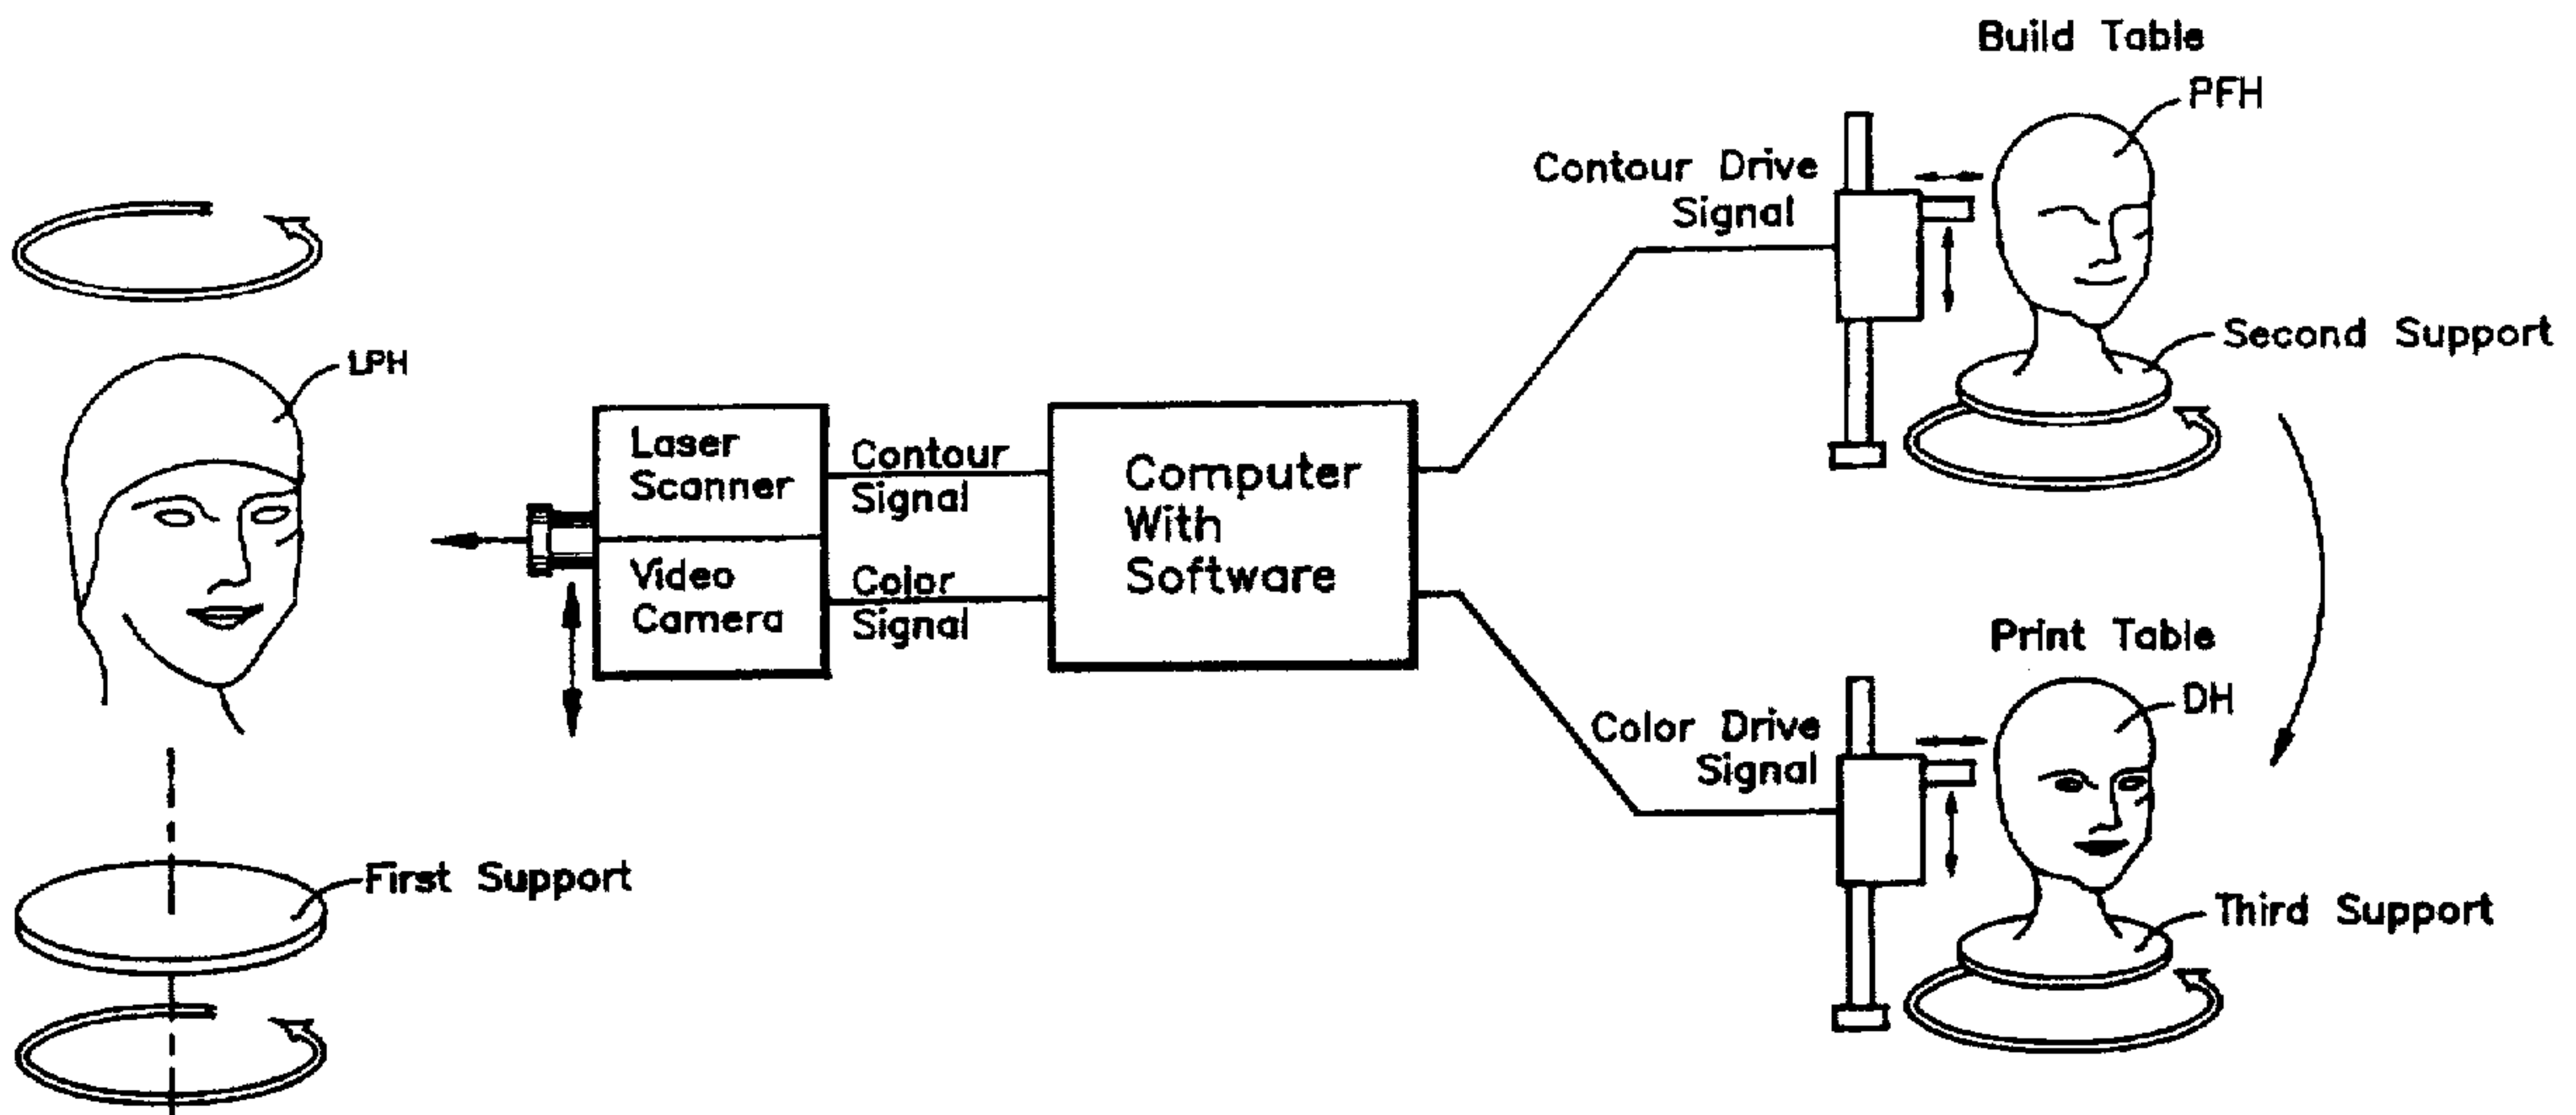 Build Table
PFH
Contour Drive
Signal
Second Support
LPH
Laser
Scanner
Contour
Signal
Computer
With
Software
Video
Camera
Color
Signal
Print Table
DH
Color Drive
Signal
First Support
Third Support